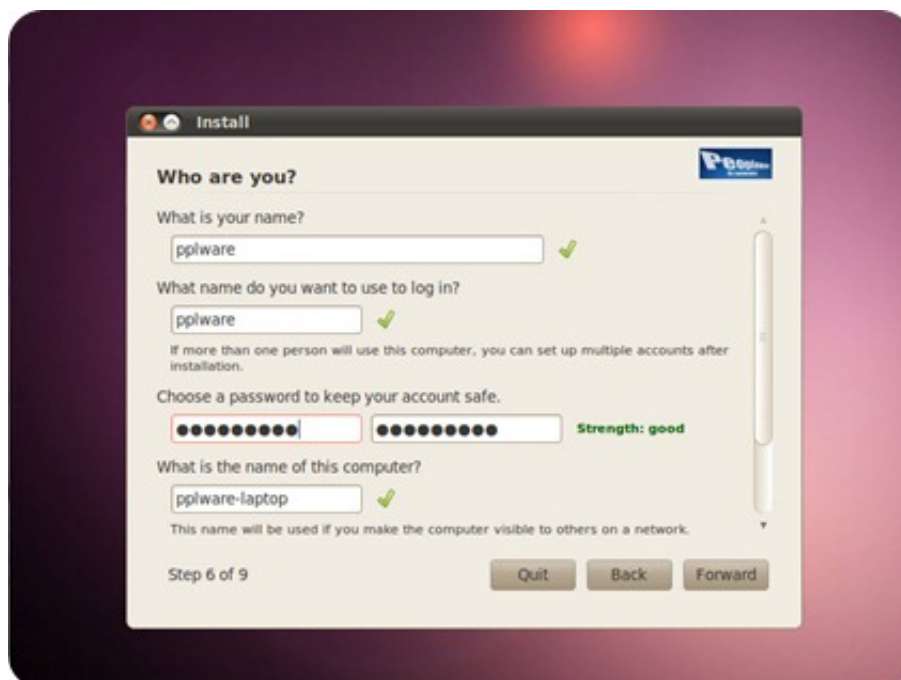 Install
Who are you?
What is your name?
pplware
What name do you want to use to log in?
pplware
If more than one person will use this computer, you can set up multiple accounts after
installation.
Choose a password to keep your account safe.
●●●●●●●●● ●●●●●●●●● Strength: good
What is the name of this computer?
pplware-laptop
This name will be used if you make the computer visible to others on a network.
Step 6 of 9 Quit Back Forward